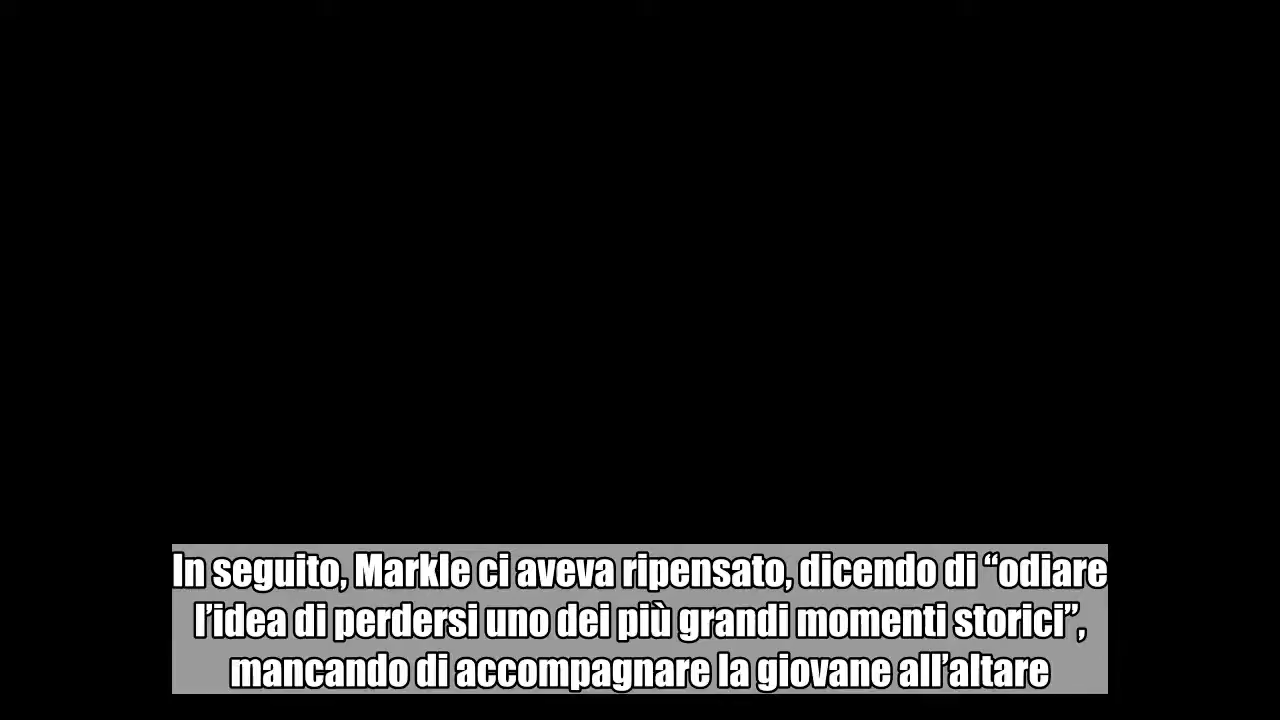 In seguito, Markle ci aveva ripensato, dicendo di “odiare
l’idea di perdersi uno dei più grandi momenti storici”,
mancando di accompagnare la giovane all’altare